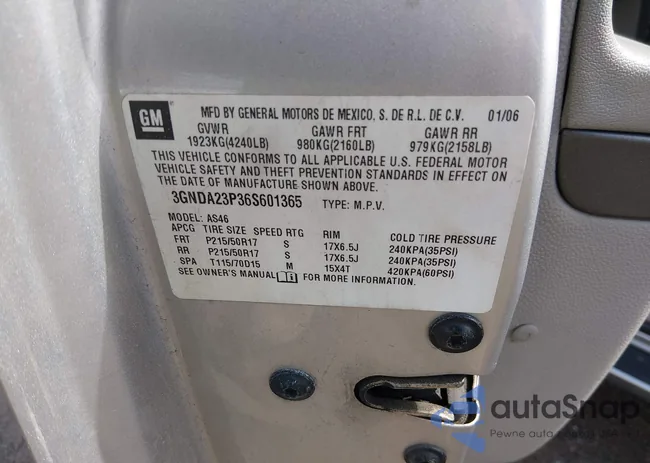 GM
MFD BY GENERAL MOTORS DE MEXICO, S. DE R.L. DE C.V. 01/06
GVWR GAWR FRT GAWR RR
1923KG(4240LB) 980KG(2160LB) 979KG(2158LB)
THIS VEHICLE CONFORMS TO ALL APPLICABLE U.S. FEDERAL MOTOR
VEHICLE SAFETY AND THEFT PREVENTION STANDARDS IN EFFECT ON
THE DATE OF MANUFACTURE SHOWN ABOVE.
3GNDA23P36S601365 TYPE: M.P.V.
MODEL: AS46
APCG TIRE SIZE SPEED RTG RIM COLD TIRE PRESSURE
FRT P215/50R17 S 17X6.5J 240KPA(35PSI)
RR P215/50R17 S 17X6.5J 240KPA(35PSI)
SPA T115/70D15 M 15X4T 420KPA(60PSI)
SEE OWNER'S MANUAL FOR MORE INFORMATION.
autoSnap
Pewne auto